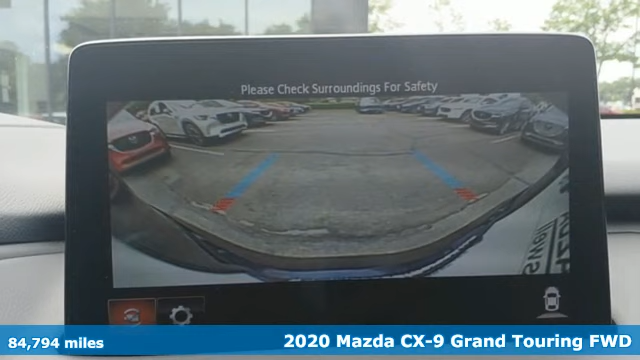 Please Check Surroundings For Safety
84,794 miles
2020 Mazda CX-9 Grand Touring FWD